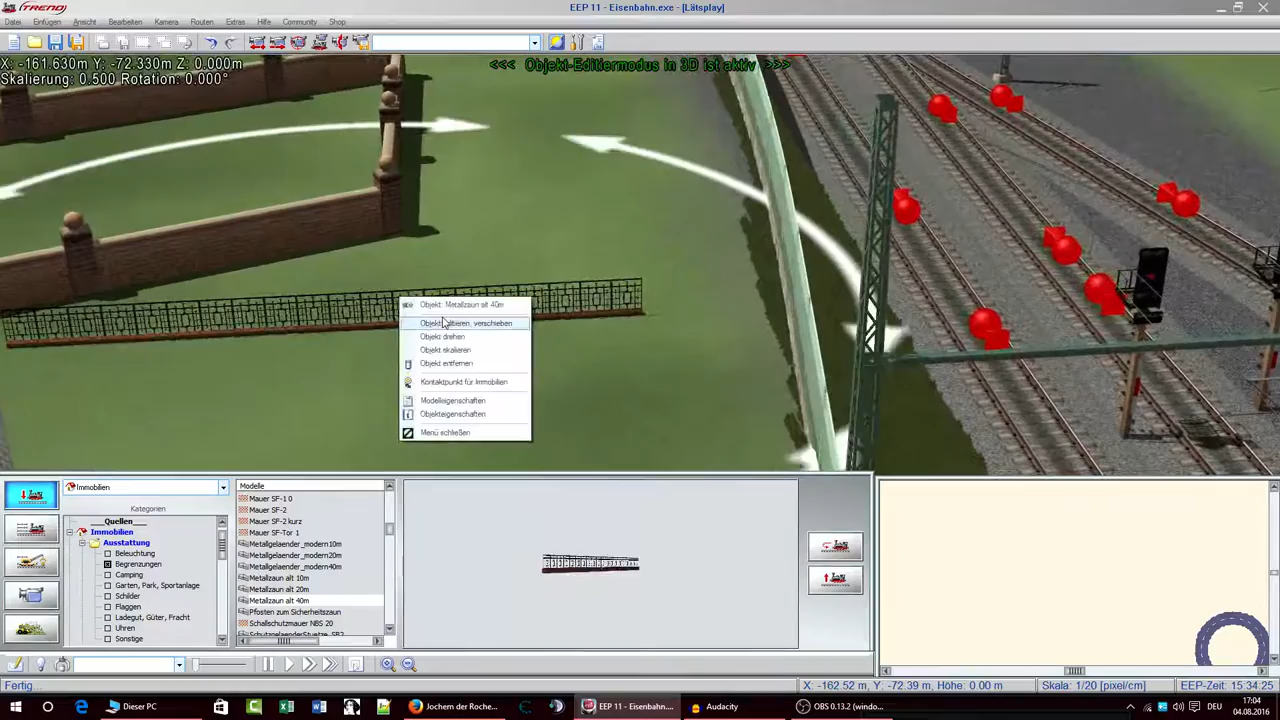 TREND
EEP 11 - Eisenbahn.exe - [Lätsplay]
Datei Einfügen Ansicht Bearbeiten Kamera Routen Extras Hilfe Community Shop
X: -161.630m Y: -72.330m Z: 0.000m
Skalierung: 0.500 Rotation: 0.000°
<<< Objekt-Editiermodus in 3D ist aktiv >>>
Objekt: Metallzaun alt 40m
Objekt editieren, verschieben
Objekt drehen
Objekt skalieren
Objekt entfernen
Kontaktpunkt für Immobilien
Modelleigenschaften
Objekteigenschaften
Menü schließen
Immobilien
Kategorien
__Quellen__
Immobilien
Ausstattung
Beleuchtung
Begrenzungen
Camping
Garten, Park, Sportanlage
Schilder
Flaggen
Ladegut, Güter, Fracht
Uhren
Sonstige
Modelle
Mauer SF-1 0
Mauer SF-2
Mauer SF-2 kurz
Mauer SF-Tor 1
Metallgelaender_modern10m
Metallgelaender_modern20m
Metallgelaender_modern40m
Metallzaun alt 10m
Metallzaun alt 20m
Metallzaun alt 40m
Pfosten zum Sicherheitszaun
Schallschutzmauer NBS 20
SchutzgelaenderStuetze_SB2
Fertig...
X: -162.52 m, Y: -72.39 m, Höhe: 0.00 m
Skala: 1/20 [pixel/cm]
EEP-Zeit: 15:34:25
Dieser PC
Jochem der Roche...
EEP 11 - Eisenbahn...
Audacity
OBS 0.13.2 (windo...
DEU
17:04
04.08.2016